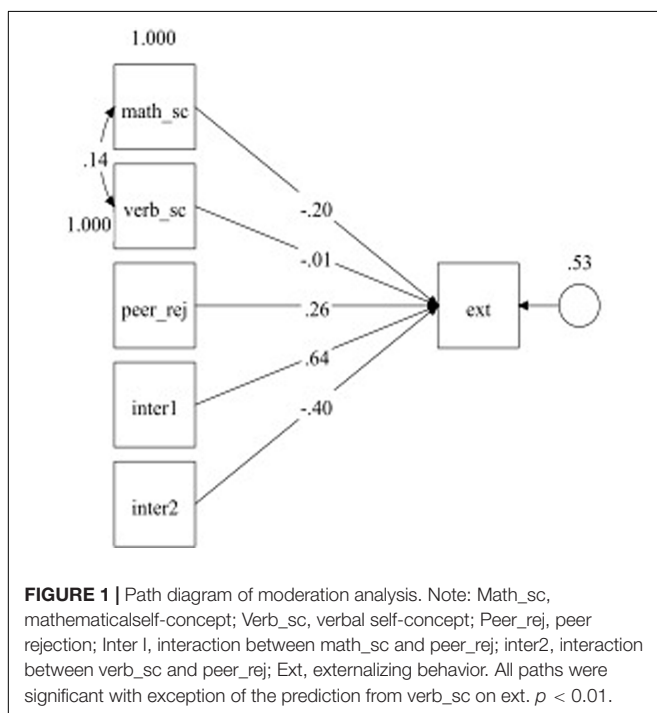 1.000
math_sc
.14
-.20
verb_sc
1.000
-.01
.53
peer_rej
.26
ext
.64
inter1
-.40
inter2
FIGURE 1 | Path diagram of moderation analysis. Note: Math_sc,
mathematicalself-concept; Verb_sc, verbal self-concept; Peer_rej, peer
rejection; Inter I, interaction between math_sc and peer_rej; inter2, interaction
between verb_sc and peer_rej; Ext, externalizing behavior. All paths were
significant with exception of the prediction from verb_sc on ext. p < 0.01.